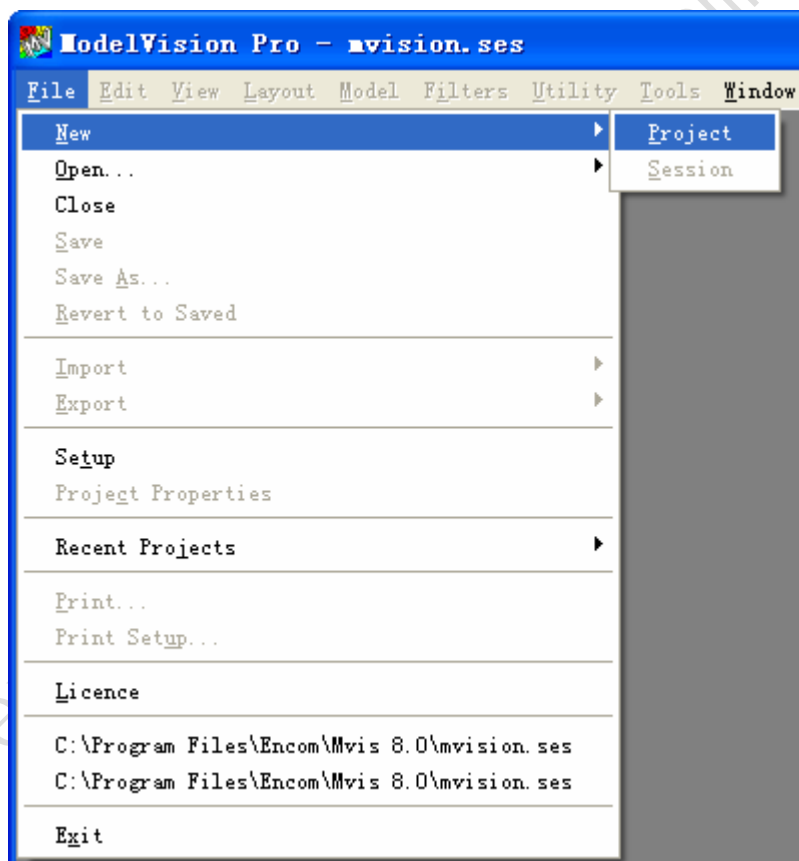 ModelVision Pro - mvision.ses
File Edit View Layout Model Filters Utility Tools Window
New
Project
Open...
Session
Close
Save
Save As...
Revert to Saved
Import
Export
Setup
Project Properties
Recent Projects
Print...
Print Setup...
Licence
C:\Program Files\Encom\Mvis 8.0\mvision.ses
C:\Program Files\Encom\Mvis 8.0\mvision.ses
Exit